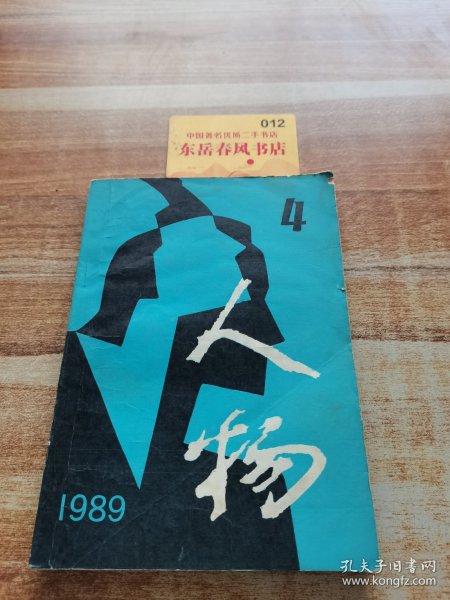 012
中国著名优质二手书店
东岳春风书店
4
人
物
1989
孔夫子旧书网
www.kongfz.com